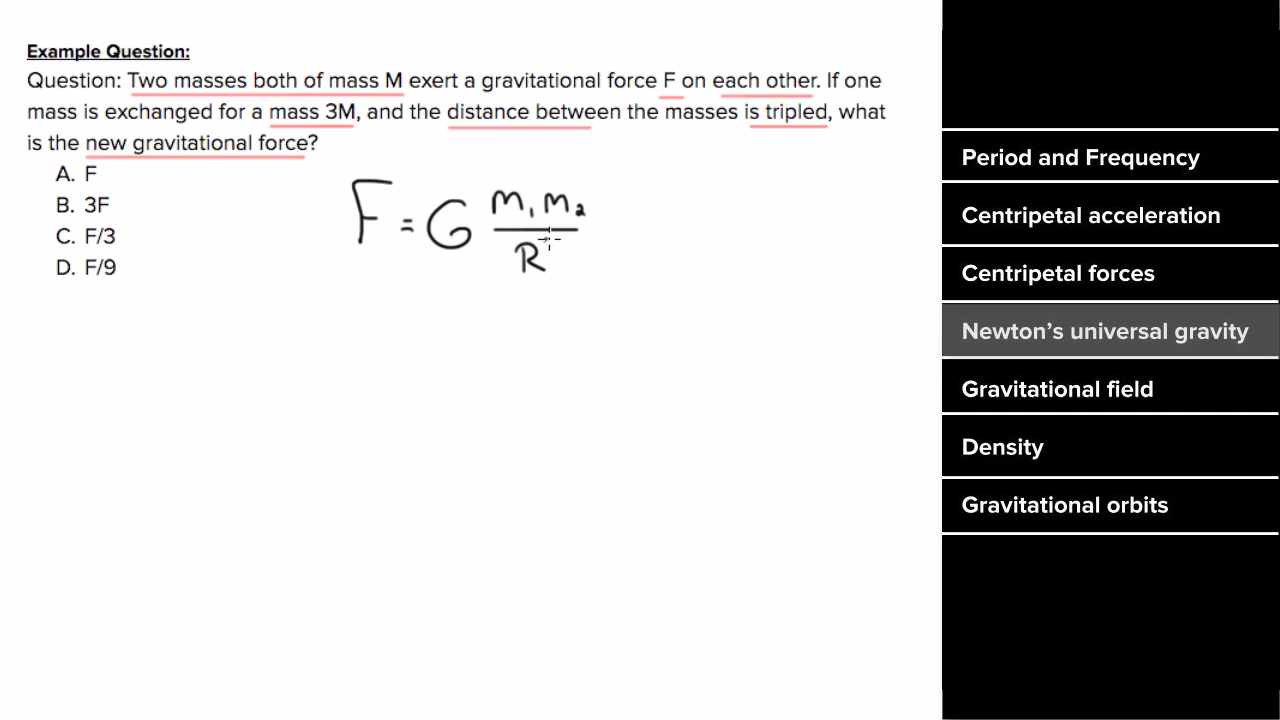 Example Question:
Question: Two masses both of mass M exert a gravitational force F on each other. If one
mass is exchanged for a mass 3M, and the distance between the masses is tripled, what
is the new gravitational force?
A. F
B. 3F
C. F/3
D. F/9
F = G m₁ m₂ / R
Period and Frequency
Centripetal acceleration
Centripetal forces
Newton’s universal gravity
Gravitational field
Density
Gravitational orbits